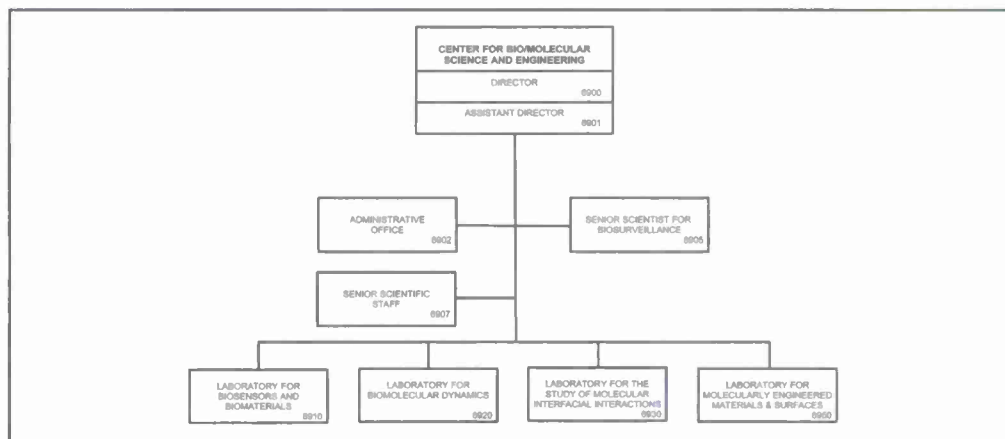 CENTER FOR BIO/MOLECULAR
SCIENCE AND ENGINEERING
DIRECTOR
6900
ASSISTANT DIRECTOR
6901
ADMINISTRATIVE
OFFICE
6902
SENIOR SCIENTIST FOR
BIOSURVEILLANCE
6905
SENIOR SCIENTIFIC
STAFF
6907
LABORATORY FOR
BIOSENSORS AND
BIOMATERIALS
6910
LABORATORY FOR
BIOMOLECULAR DYNAMICS
6920
LABORATORY FOR THE
STUDY OF MOLECULAR
INTERFACIAL INTERACTIONS
6930
LABORATORY FOR
MOLECULARLY ENGINEERED
MATERIALS & SURFACES